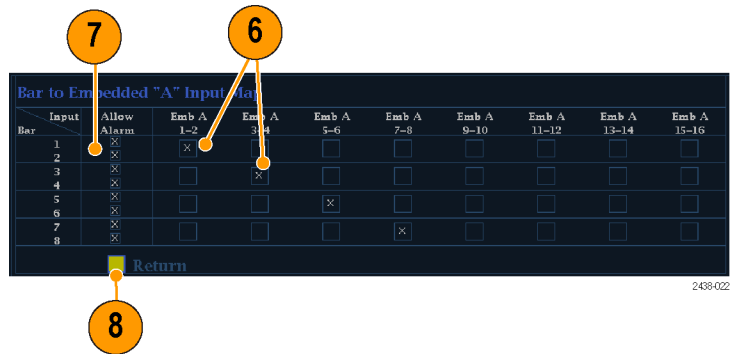 7 6
Bar to Embedded "A" Input Map
Input Allow Emb A Emb A Emb A Emb A Emb A Emb A Emb A Emb A
Bar Alarm 1–2 3–4 5–6 7–8 9–10 11–12 13–14 15–16
1 X X
2 X
3 X X
4 X
5 X X
6 X
7 X X
8 X
Return
2438-022
8